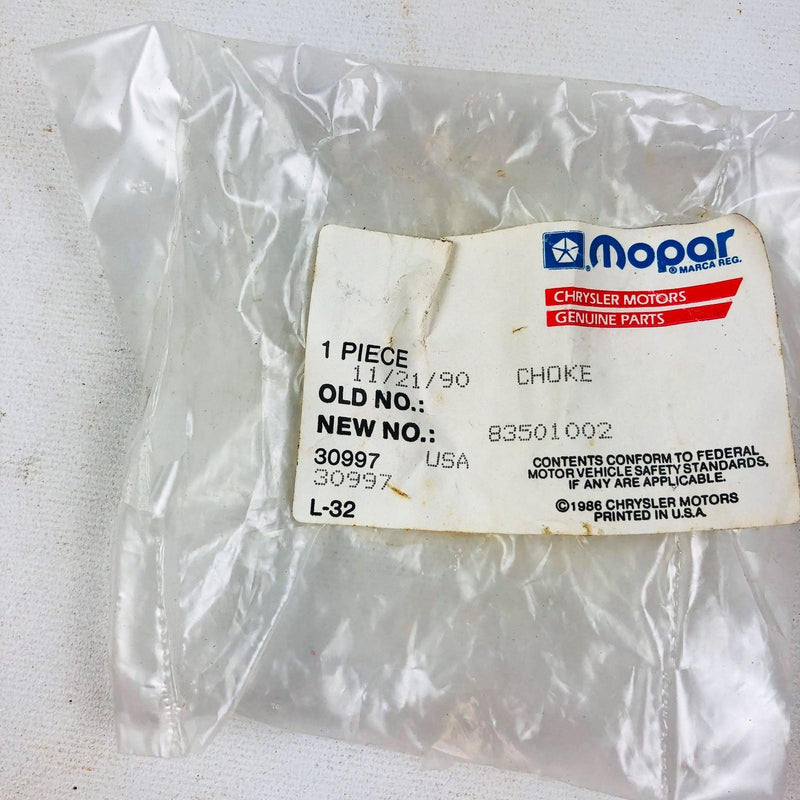 ® mopar
® MARCA REG.
CHRYSLER MOTORS
GENUINE PARTS
1 PIECE
11/21/90 CHOKE
OLD NO.:
NEW NO.: 83501002
30997 USA
30997
L-32
CONTENTS CONFORM TO FEDERAL
MOTOR VEHICLE SAFETY STANDARDS,
IF ANY ARE APPLICABLE.
©1986 CHRYSLER MOTORS
PRINTED IN U.S.A.